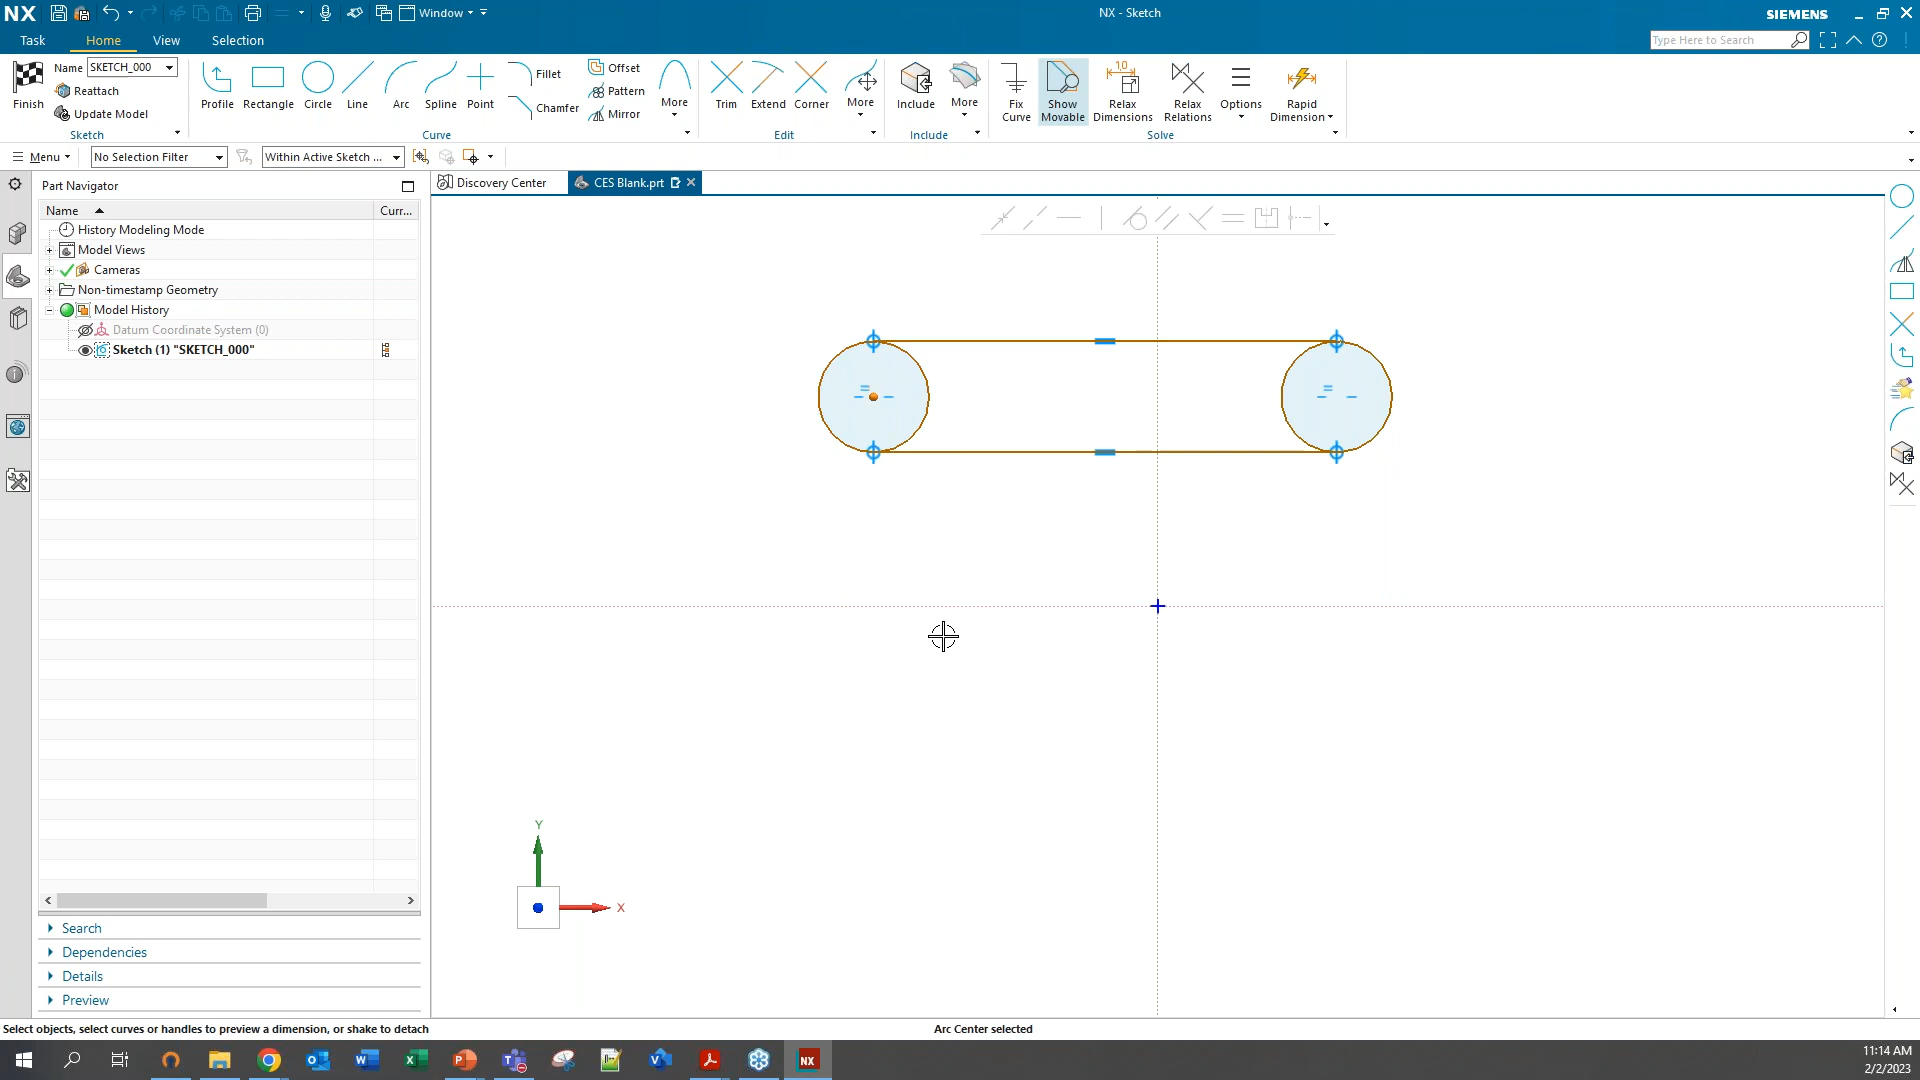 NX
Window
NX - Sketch
SIEMENS
Task
Home
View
Selection
Type Here to Search
Finish
Name
SKETCH_000
Reattach
Update Model
Sketch
Profile
Rectangle
Circle
Line
Arc
Spline
Point
Fillet
Chamfer
Offset
Pattern
Mirror
More
Curve
Trim
Extend
Corner
More
Edit
Include
More
Include
Fix
Curve
Show
Movable
Relax
Dimensions
Relax
Relations
Options
Rapid
Dimension
Solve
Menu
No Selection Filter
Within Active Sketch ...
Part Navigator
Discovery Center
CES Blank.prt
Name
Curr...
History Modeling Mode
Model Views
Cameras
Non-timestamp Geometry
Model History
Datum Coordinate System (0)
Sketch (1) "SKETCH_000"
Y
X
Search
Dependencies
Details
Preview
Select objects, select curves or handles to preview a dimension, or shake to detach
Arc Center selected
11:14 AM
2/2/2023